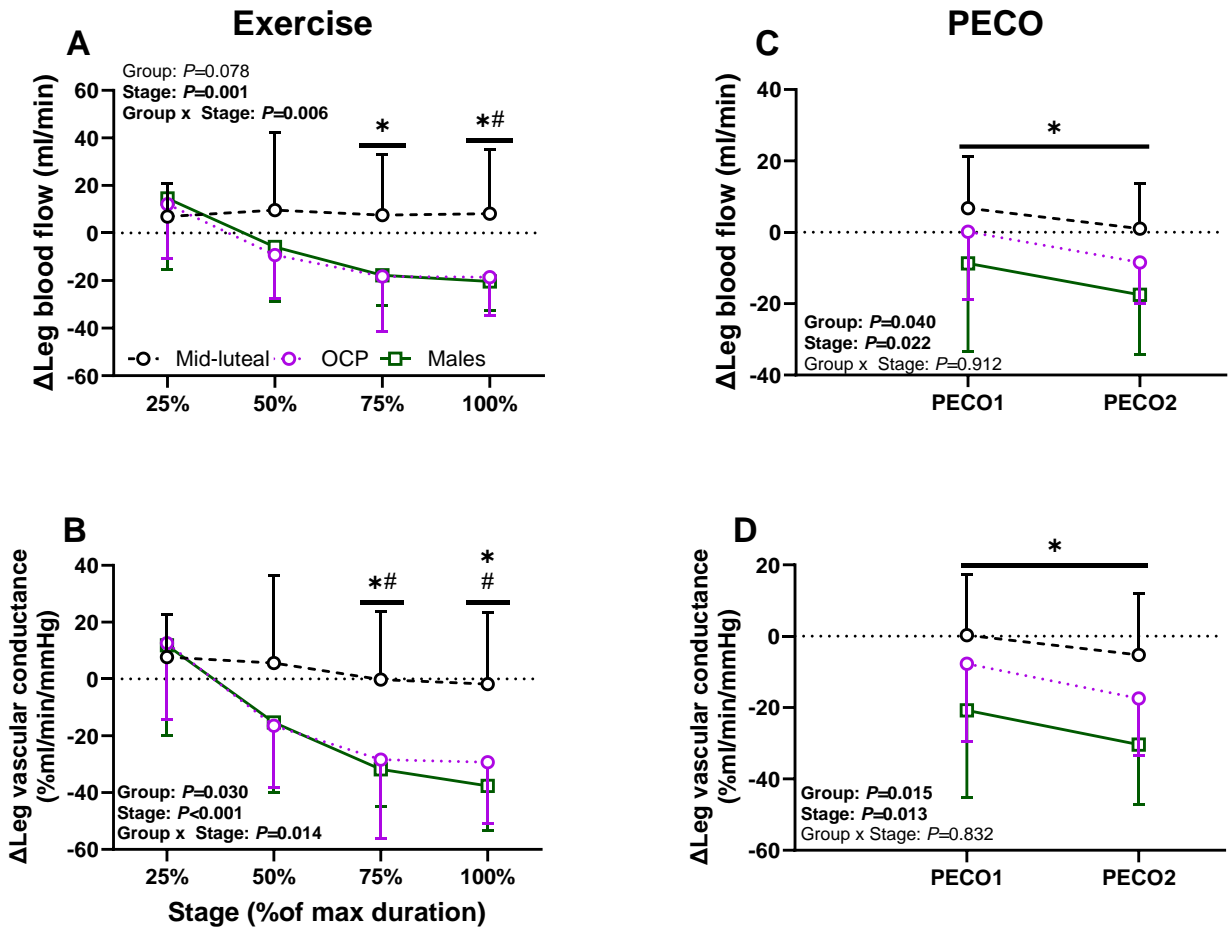 Exercise
A
ΔLeg blood flow (ml/min)
Group: P=0.078
Stage: P=0.001
Group x Stage: P=0.006
*
*#
60
40
20
0
-20
-40
-60
Mid-luteal
OCP
Males
25%
50%
75%
100%
PECO
C
ΔLeg blood flow (ml/min)
*
40
20
0
-20
-40
Group: P=0.040
Stage: P=0.022
Group x Stage: P=0.912
PECO1
PECO2
B
ΔLeg vascular conductance
(%ml/min/mmHg)
*#
*
#
40
20
0
-20
-40
-60
Group: P=0.030
Stage: P<0.001
Group x Stage: P=0.014
25%
50%
75%
100%
Stage (%of max duration)
D
ΔLeg vascular conductance
(%ml/min/mmHg)
*
20
0
-20
-40
-60
Group: P=0.015
Stage: P=0.013
Group x Stage: P=0.832
PECO1
PECO2